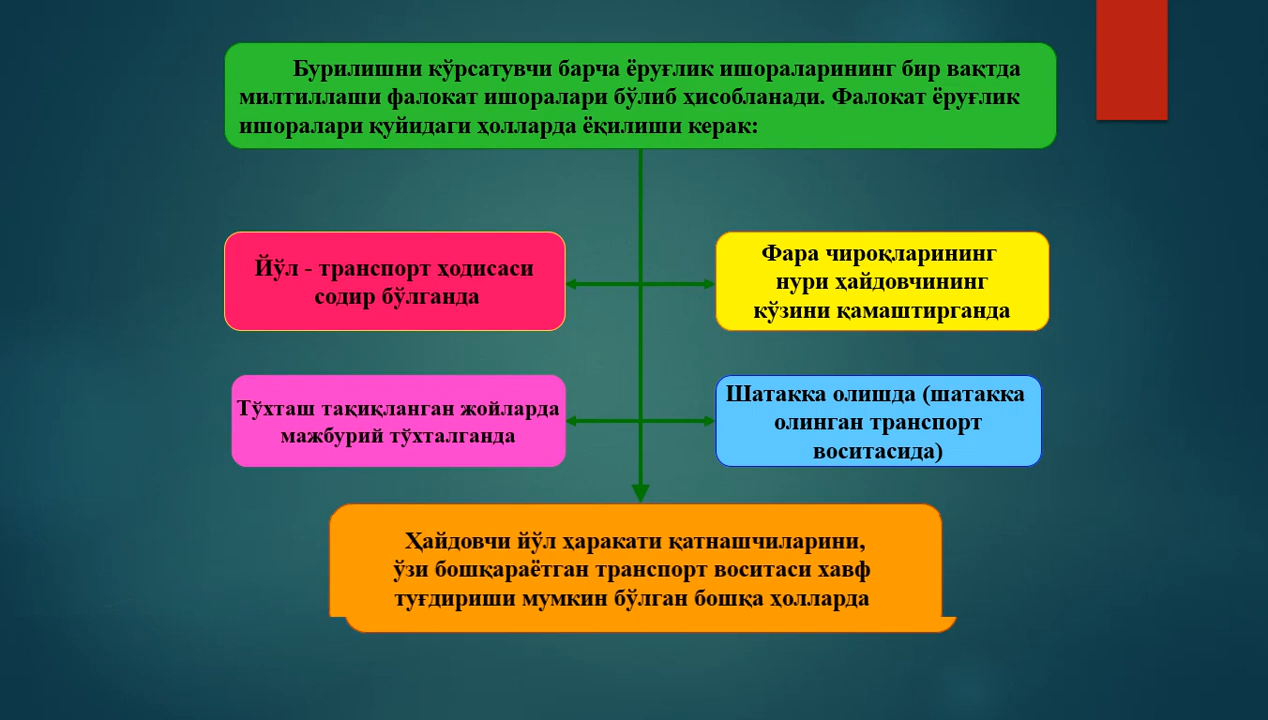 Бурилишни кўрсатувчи барча ёруғлик ишораларининг бир вақтда
милтиллаши фалокат ишоралари бўлиб ҳисобланади. Фалокат ёруғлик
ишоралари қуйидаги ҳолларда ёқилиши керак:
Йўл - транспорт ҳодисаси
содир бўлганда
Фара чироқларининг
нури ҳайдовчининг
кўзини қамаштирганда
Тўхташ тақиқланган жойларда
мажбурий тўхталганда
Шатакка олишда (шатакка
олинган транспорт
воситасида)
Ҳайдовчи йўл ҳаракати қатнашчиларини,
ўзи бошқараётган транспорт воситаси хавф
туғдириши мумкин бўлган бошқа ҳолларда